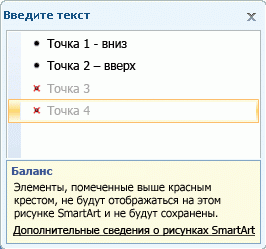 Введите текст
Точка 1 - вниз
Точка 2 – вверх
Точка 3
Точка 4
Баланс
Элементы, помеченные выше красным
крестом, не будут отображаться на этом
рисунке SmartArt и не будут сохранены.
Дополнительные сведения о рисунках SmartArt